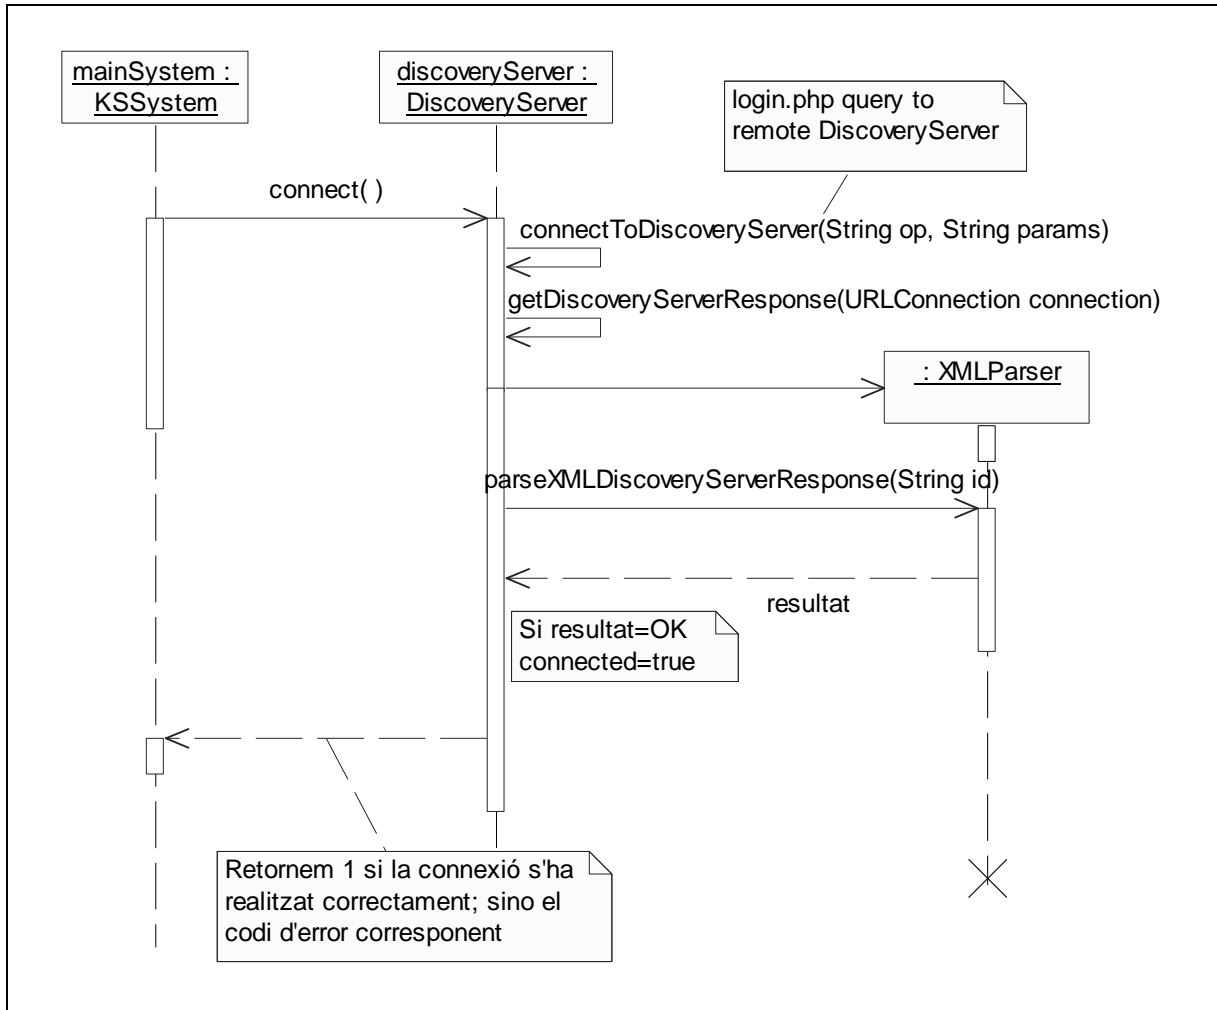 mainSystem :
KSSystem
discoveryServer :
DiscoveryServer
login.php query to
remote DiscoveryServer
connect( )
connectToDiscoveryServer(String op, String params)
getDiscoveryServerResponse(URLConnection connection)
: XMLParser
parseXMLDiscoveryServerResponse(String id)
resultat
Si resultat=OK
connected=true
Retornem 1 si la connexió s'ha
realitzat correctament; sino el
codi d'error corresponent